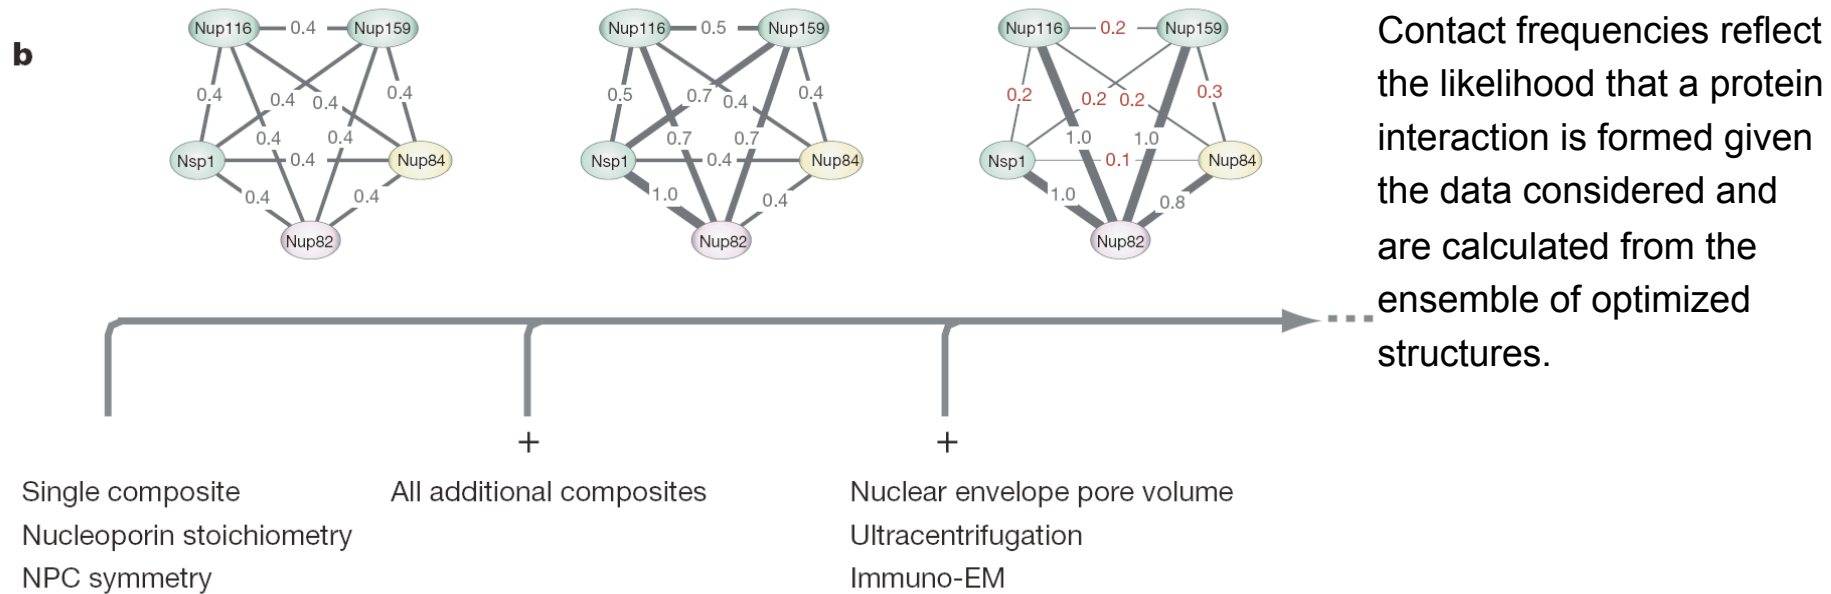 b
Nup116
0.4
Nup159
0.4
0.4
0.4
0.4
0.4
0.4
Nsp1
0.4
Nup84
0.4
0.4
Nup82
Nup116
0.5
Nup159
0.5
0.7
0.4
0.4
0.7
0.7
Nsp1
0.4
Nup84
1.0
0.4
Nup82
Nup116
0.2
Nup159
0.2
0.2
0.2
0.3
1.0
1.0
Nsp1
0.1
Nup84
1.0
0.8
Nup82
Contact frequencies reflect
the likelihood that a protein
interaction is formed given
the data considered and
are calculated from the
ensemble of optimized
structures.
+
+
Single composite
Nucleoporin stoichiometry
NPC symmetry
All additional composites
Nuclear envelope pore volume
Ultracentrifugation
Immuno-EM